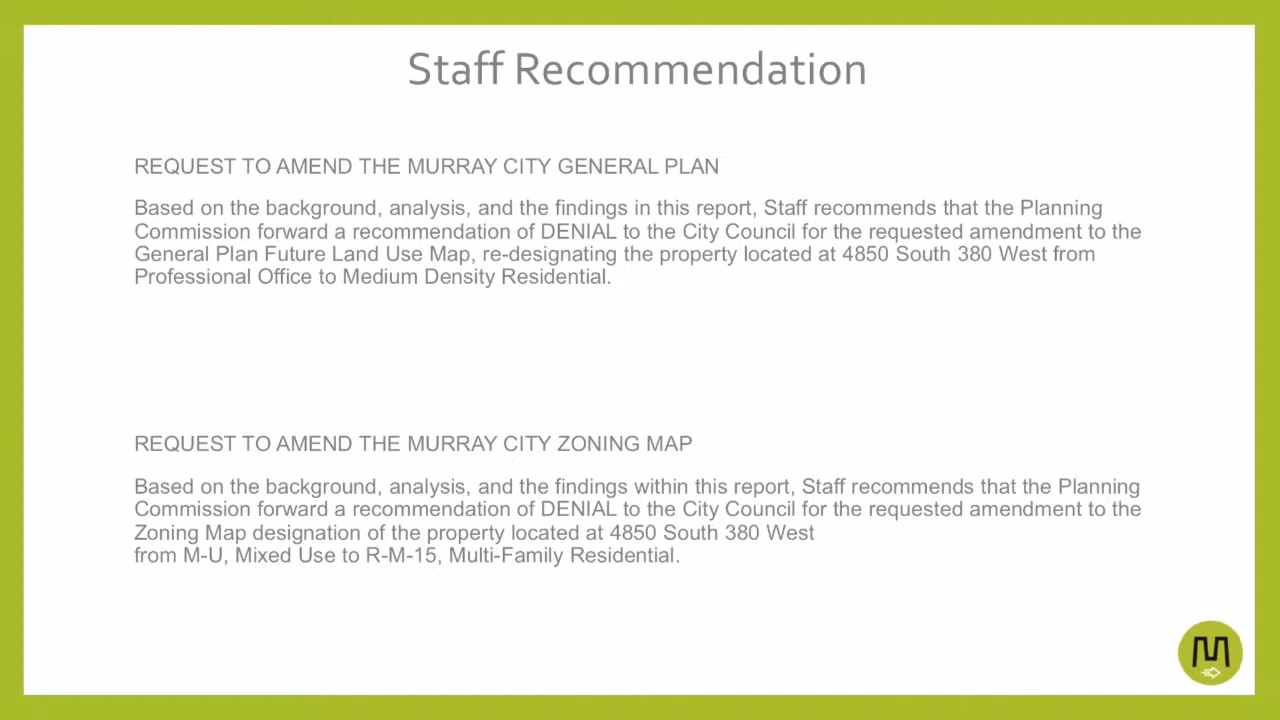 Staff Recommendation
REQUEST TO AMEND THE MURRAY CITY GENERAL PLAN
Based on the background, analysis, and the findings in this report, Staff recommends that the Planning
Commission forward a recommendation of DENIAL to the City Council for the requested amendment to the
General Plan Future Land Use Map, re-designating the property located at 4850 South 380 West from
Professional Office to Medium Density Residential.
REQUEST TO AMEND THE MURRAY CITY ZONING MAP
Based on the background, analysis, and the findings within this report, Staff recommends that the Planning
Commission forward a recommendation of DENIAL to the City Council for the requested amendment to the
Zoning Map designation of the property located at 4850 South 380 West
from M-U, Mixed Use to R-M-15, Multi-Family Residential.
M